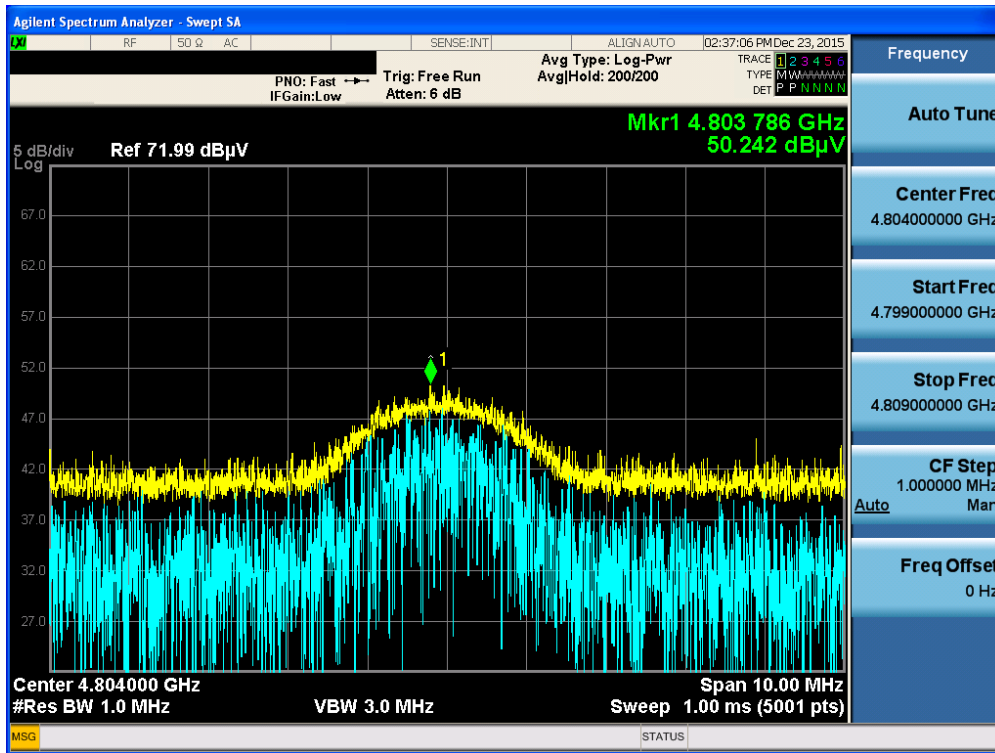 Agilent Spectrum Analyzer - Swept SA
LXI RF 50 Ω AC SENSE:INT ALIGN AUTO 02:37:06 PM Dec 23, 2015
Frequency
PNO: Fast Trig: Free Run Avg Type: Log-Pwr TRACE 1 2 3 4 5 6
IFGain:Low Atten: 6 dB Avg|Hold: 200/200 TYPE M W
DET P P N N N N
Auto Tune
Mkr1 4.803 786 GHz
50.242 dBµV
5 dB/div Ref 71.99 dBµV
Log
67.0
62.0
57.0
52.0
47.0
42.0
37.0
32.0
27.0
1
Center Freq
4.804000000 GHz
Start Freq
4.799000000 GHz
Stop Freq
4.809000000 GHz
CF Step
1.000000 MHz
Auto Man
Freq Offset
0 Hz
Center 4.804000 GHz Span 10.00 MHz
#Res BW 1.0 MHz VBW 3.0 MHz Sweep 1.00 ms (5001 pts)
MSG STATUS